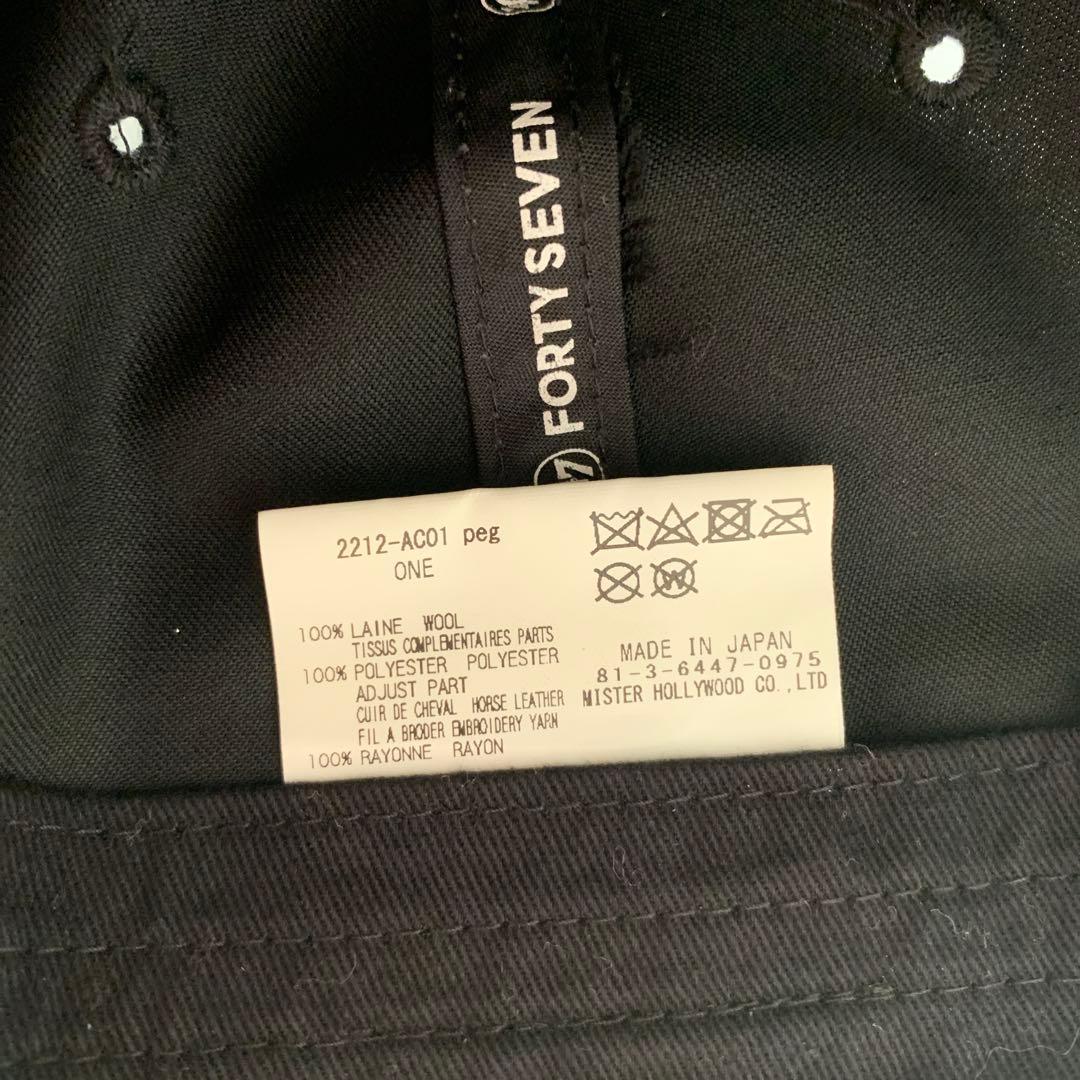 FORTY SEVEN
47
2212-AC01 peg
ONE
100% LAINE WOOL
TISSUS COMPLEMENTAIRES PARTS
100% POLYESTER POLYESTER
ADJUST PART
CUIR DE CHEVAL HORSE LEATHER
FIL A BRODER EMBROIDERY YARN
100% RAYONNE RAYON
W
MADE IN JAPAN
81-3-6447-0975
MISTER HOLLYWOOD CO.,LTD